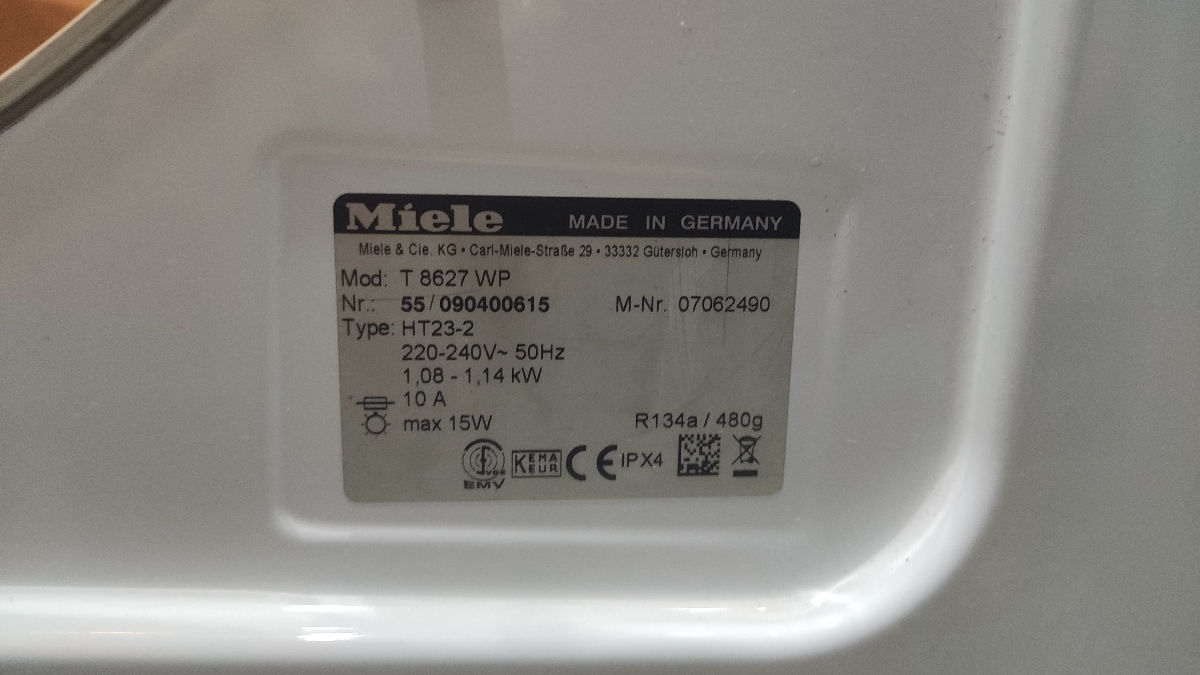 Miele MADE IN GERMANY
Miele & Cie. KG • Carl-Miele-Straße 29 • 33332 Gütersloh • Germany
Mod: T 8627 WP
Nr.: 55 / 090400615 M-Nr. 07062490
Type: HT23-2
220-240V~ 50Hz
1,08 - 1,14 kW
10 A
max 15W R134a / 480g
VDE
EMV
KEMA
KEUR
CE IPX4